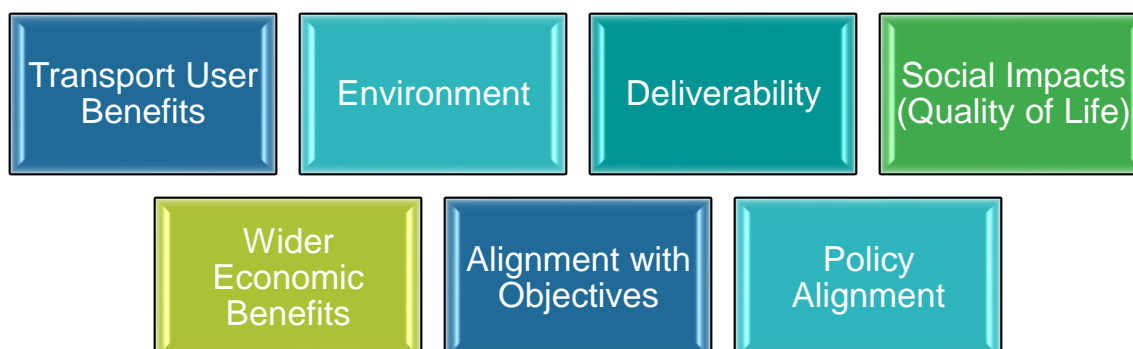 Transport User
Benefits
Environment
Deliverability
Social Impacts
(Quality of Life)
Wider
Economic
Benefits
Alignment with
Objectives
Policy
Alignment